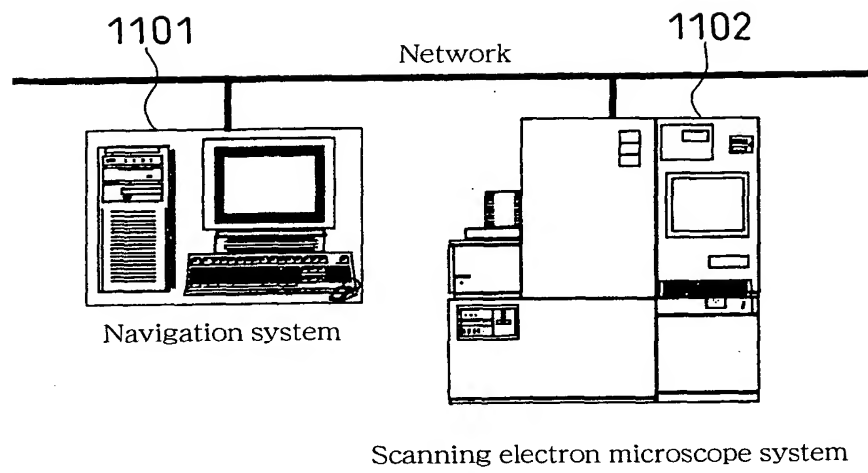 1101
1102
Network
Navigation system
Scanning electron microscope system